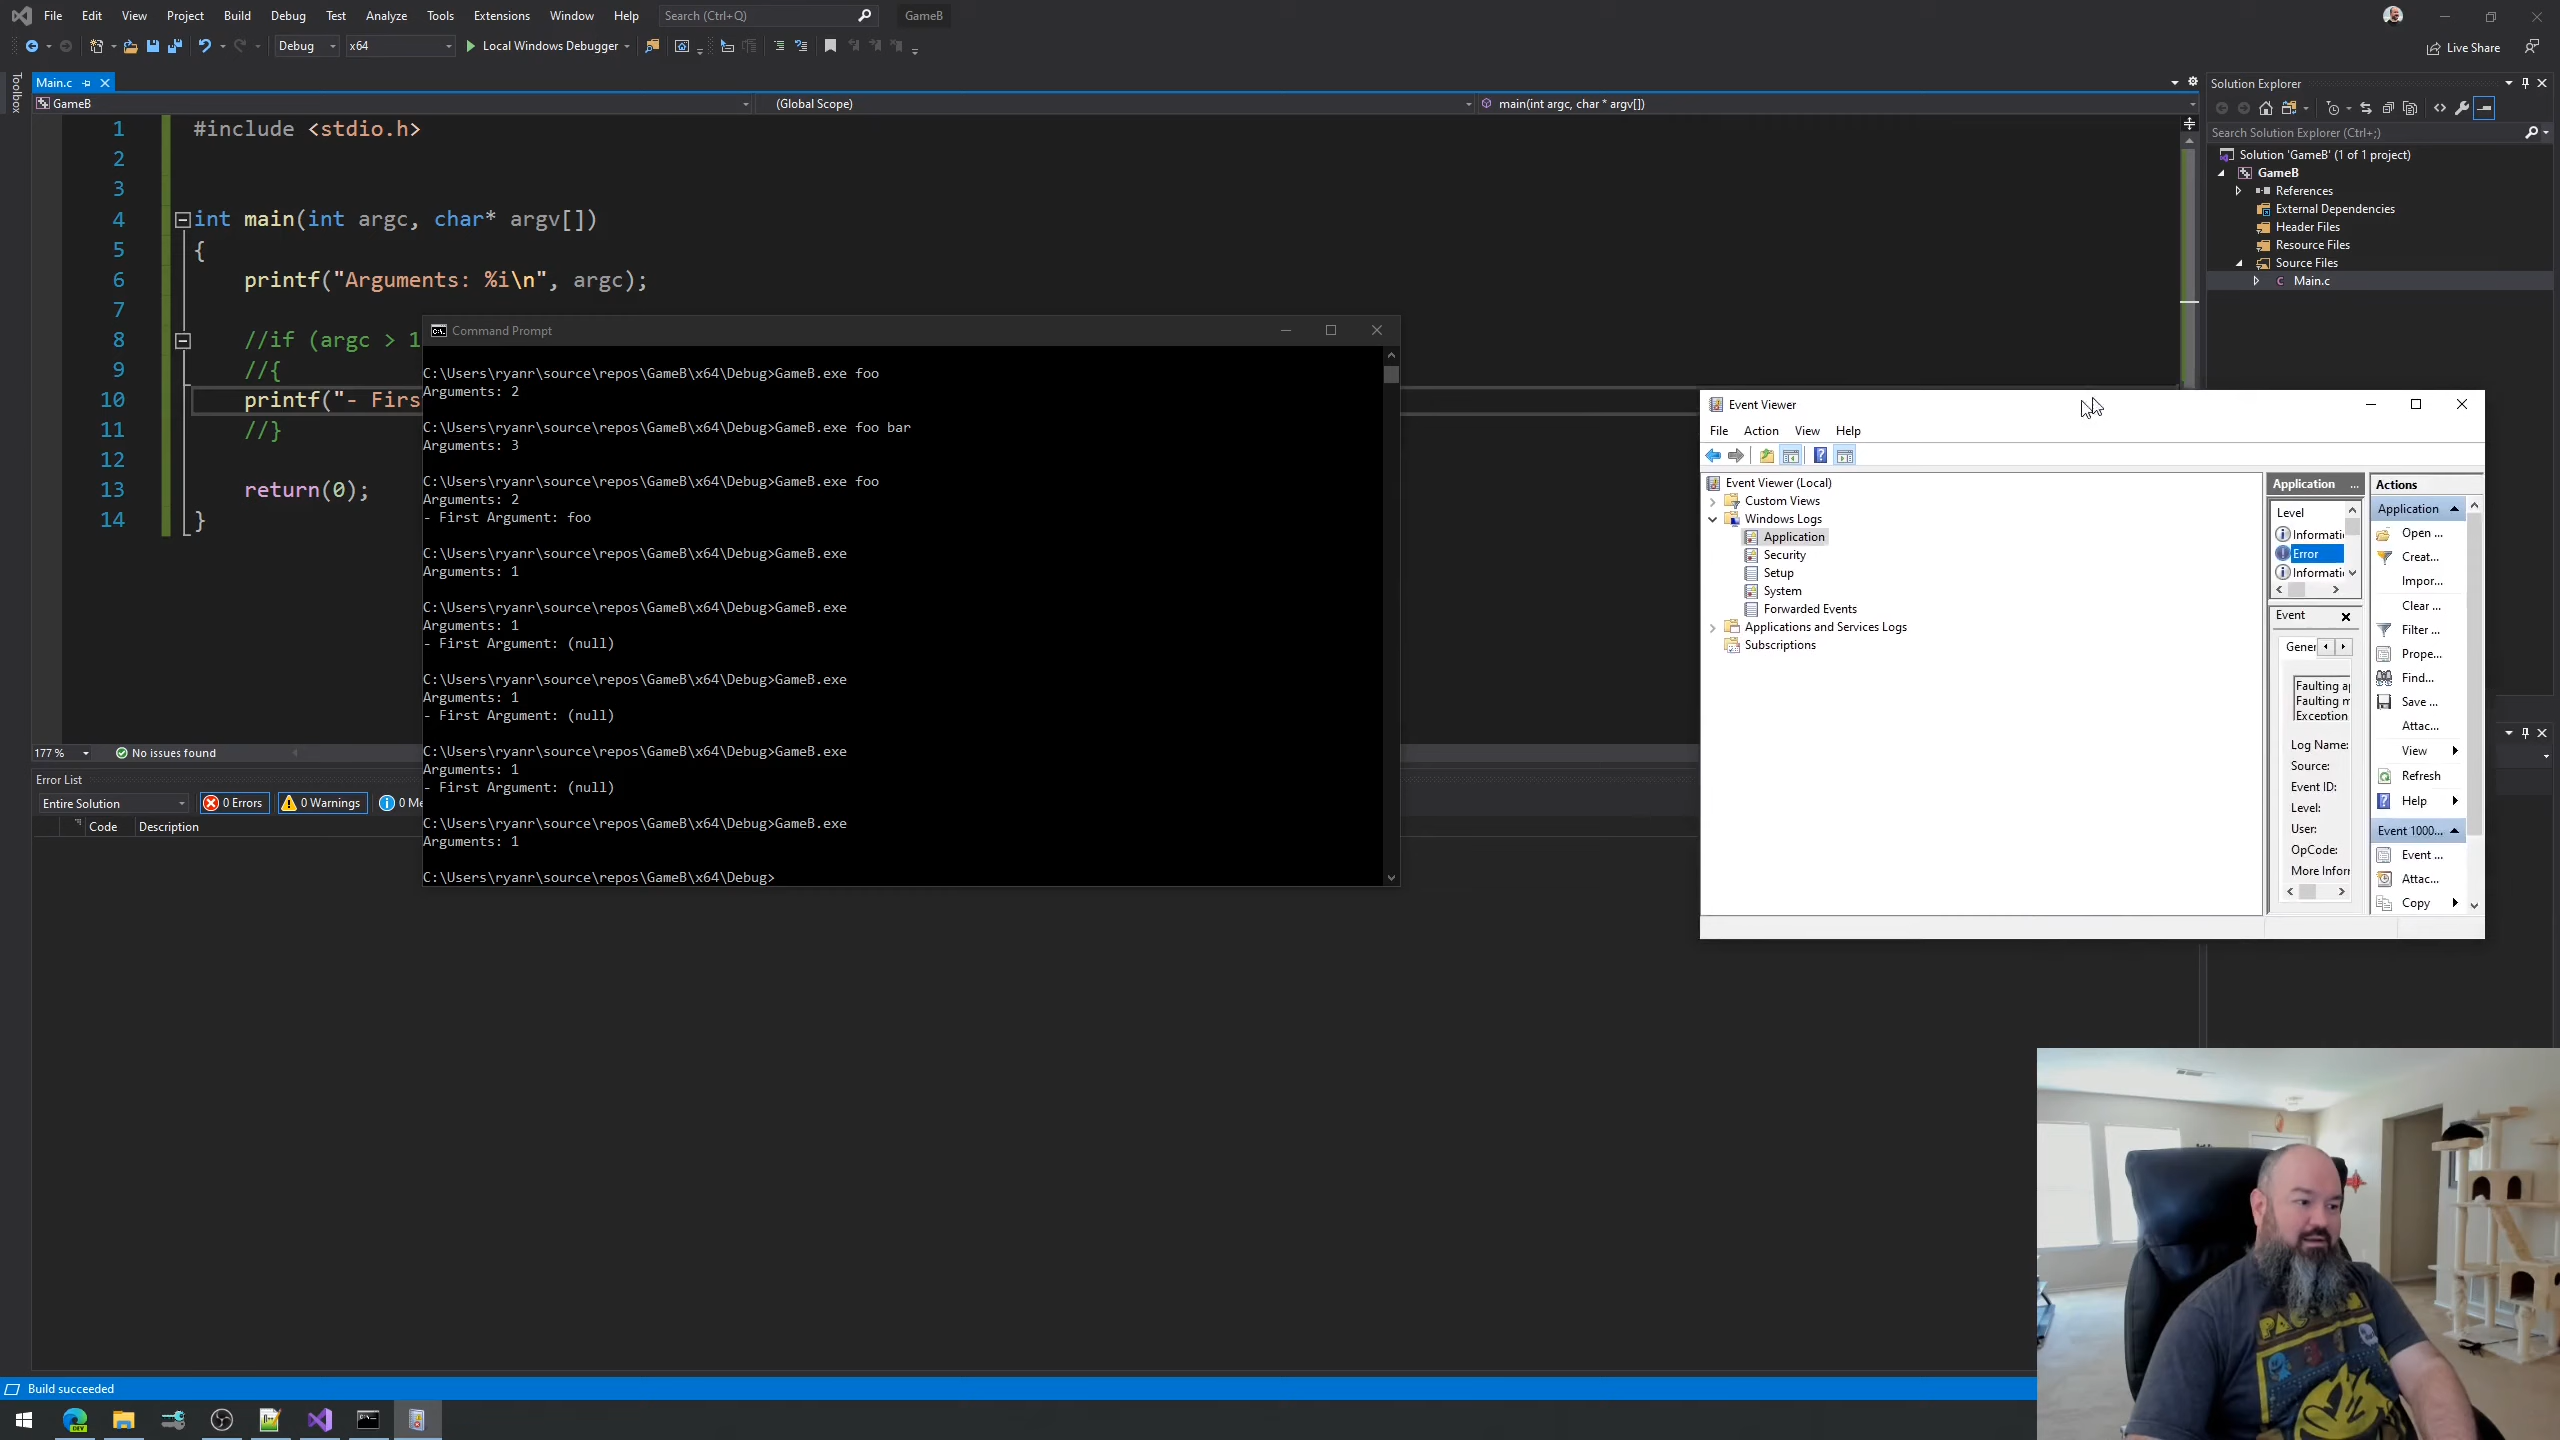 File Edit View Project Build Debug Test Analyze Tools Extensions Window Help Search (Ctrl+Q) GameB
Debug x64 Local Windows Debugger Live Share
Toolbox
Main.c
GameB (Global Scope) main(int argc, char * argv[])
1 #include <stdio.h>
2
3
4 int main(int argc, char* argv[])
5 {
6 printf("Arguments: %i\n", argc);
7
8 //if (argc > 1
9 //{
10 printf("- Firs
11 //}
12
13 return(0);
14 }
177 % No issues found
Error List
Entire Solution 0 Errors 0 Warnings 0 Me
Code Description
Command Prompt
C:\Users\ryanr\source\repos\GameB\x64\Debug>GameB.exe foo
Arguments: 2
C:\Users\ryanr\source\repos\GameB\x64\Debug>GameB.exe foo bar
Arguments: 3
C:\Users\ryanr\source\repos\GameB\x64\Debug>GameB.exe foo
Arguments: 2
- First Argument: foo
C:\Users\ryanr\source\repos\GameB\x64\Debug>GameB.exe
Arguments: 1
C:\Users\ryanr\source\repos\GameB\x64\Debug>GameB.exe
Arguments: 1
- First Argument: (null)
C:\Users\ryanr\source\repos\GameB\x64\Debug>GameB.exe
Arguments: 1
- First Argument: (null)
C:\Users\ryanr\source\repos\GameB\x64\Debug>GameB.exe
Arguments: 1
- First Argument: (null)
C:\Users\ryanr\source\repos\GameB\x64\Debug>GameB.exe
Arguments: 1
C:\Users\ryanr\source\repos\GameB\x64\Debug>
Solution Explorer
Search Solution Explorer (Ctrl+;)
Solution 'GameB' (1 of 1 project)
GameB
References
External Dependencies
Header Files
Resource Files
Source Files
Main.c
Event Viewer
File Action View Help
Event Viewer (Local)
Custom Views
Windows Logs
Application
Security
Setup
System
Forwarded Events
Applications and Services Logs
Subscriptions
Application ...
Level
Informati
Error
Informati
Event
Gener
Faulting a
Faulting m
Exception
Log Name:
Source:
Event ID:
Level:
User:
OpCode:
More Infor
Actions
Application
Open ...
Creat...
Impor...
Clear ...
Filter ...
Prope...
Find...
Save ...
Attac...
View
Refresh
Help
Event 1000...
Event ...
Attac...
Copy
PAC
Build succeeded
DEV